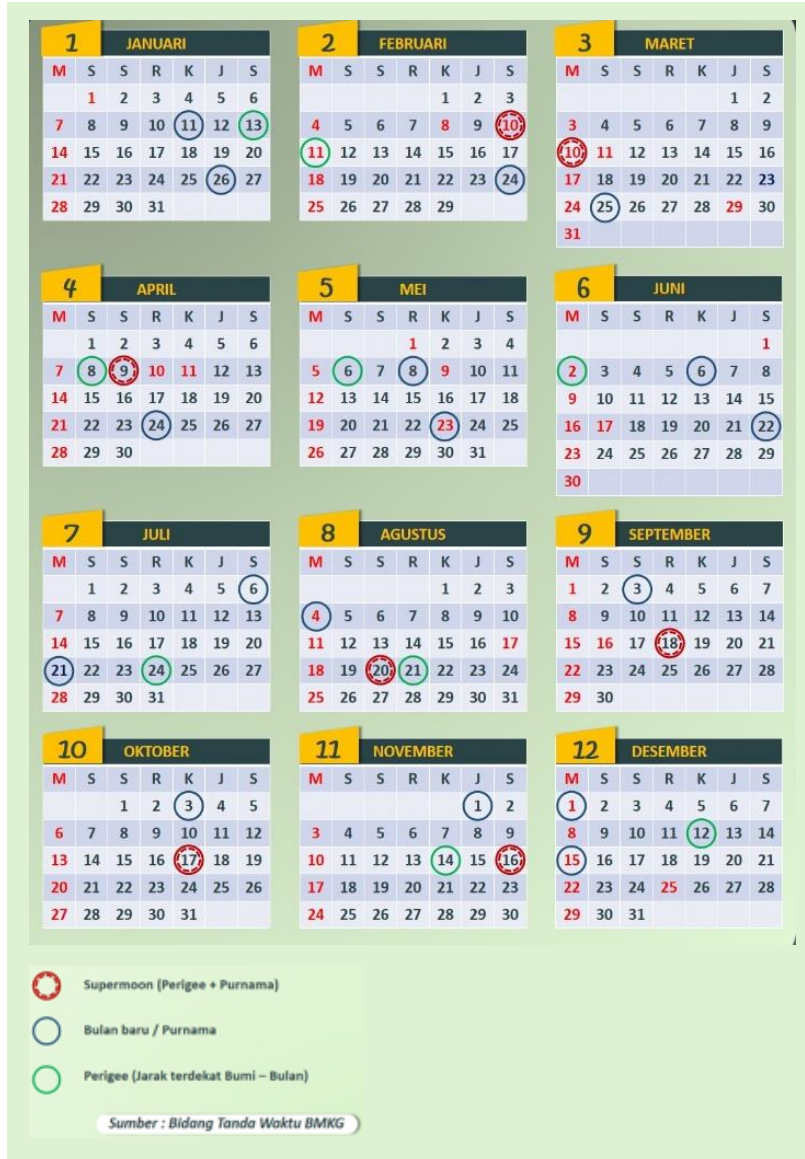 1 JANUARI
M S S R K J S
1 2 3 4 5 6
7 8 9 10 11 12 13
14 15 16 17 18 19 20
21 22 23 24 25 26 27
28 29 30 31
2 FEBRUARI
M S S R K J S
1 2 3
4 5 6 7 8 9 10
11 12 13 14 15 16 17
18 19 20 21 22 23 24
25 26 27 28 29
3 MARET
M S S R K J S
1 2
3 4 5 6 7 8 9
10 11 12 13 14 15 16
17 18 19 20 21 22 23
24 25 26 27 28 29 30
31
4 APRIL
M S S R K J S
1 2 3 4 5 6
7 8 9 10 11 12 13
14 15 16 17 18 19 20
21 22 23 24 25 26 27
28 29 30
5 MEI
M S S R K J S
1 2 3 4
5 6 7 8 9 10 11
12 13 14 15 16 17 18
19 20 21 22 23 24 25
26 27 28 29 30 31
6 JUNI
M S S R K J S
1
2 3 4 5 6 7 8
9 10 11 12 13 14 15
16 17 18 19 20 21 22
23 24 25 26 27 28 29
30
7 JULI
M S S R K J S
1 2 3 4 5 6
7 8 9 10 11 12 13
14 15 16 17 18 19 20
21 22 23 24 25 26 27
28 29 30 31
8 AGUSTUS
M S S R K J S
1 2 3
4 5 6 7 8 9 10
11 12 13 14 15 16 17
18 19 20 21 22 23 24
25 26 27 28 29 30 31
9 SEPTEMBER
M S S R K J S
1 2 3 4 5 6 7
8 9 10 11 12 13 14
15 16 17 18 19 20 21
22 23 24 25 26 27 28
29 30
10 OKTOBER
M S S R K J S
1 2 3 4 5
6 7 8 9 10 11 12
13 14 15 16 17 18 19
20 21 22 23 24 25 26
27 28 29 30 31
11 NOVEMBER
M S S R K J S
1 2
3 4 5 6 7 8 9
10 11 12 13 14 15 16
17 18 19 20 21 22 23
24 25 26 27 28 29 30
12 DESEMBER
M S S R K J S
1 2 3 4 5 6 7
8 9 10 11 12 13 14
15 16 17 18 19 20 21
22 23 24 25 26 27 28
29 30 31
Supermoon (Perigee + Purnama)
Bulan baru / Purnama
Perigee (Jarak terdekat Bumi – Bulan)
Sumber : Bidang Tanda Waktu BMKG